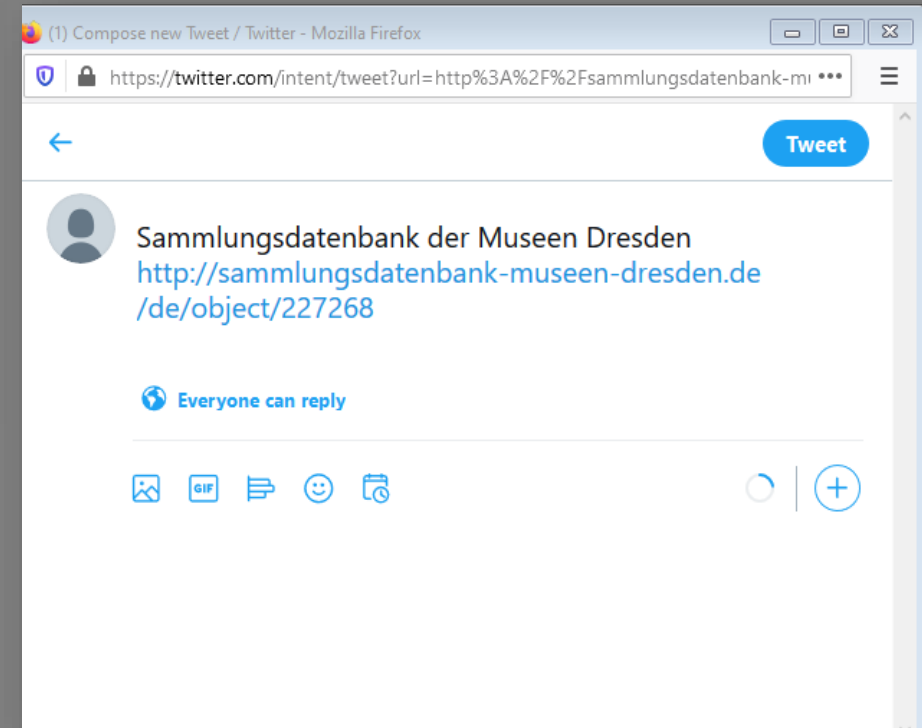 (1) Compose new Tweet / Twitter - Mozilla Firefox
https://twitter.com/intent/tweet?url=http%3A%2F%2Fsammlungsdatenbank-mu
Tweet
Sammlungsdatenbank der Museen Dresden
http://sammlungsdatenbank-museen-dresden.de
/de/object/227268
Everyone can reply
GIF